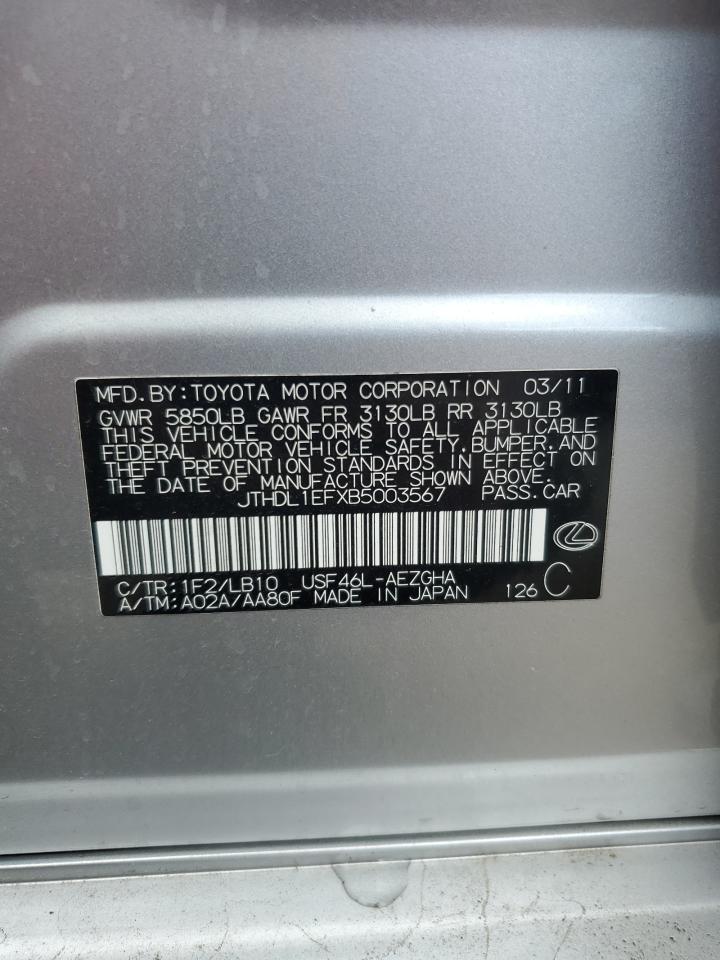 MFD.BY:TOYOTA MOTOR CORPORATION 03/11
GVWR 5850LB GAWR FR 3130LB RR 3130LB
THIS VEHICLE CONFORMS TO ALL APPLICABLE
FEDERAL MOTOR VEHICLE SAFETY,BUMPER,AND
THEFT PREVENTION STANDARDS IN EFFECT ON
THE DATE OF MANUFACTURE SHOWN ABOVE.
JTHDL1EFXB5003567 PASS.CAR
C/TR:1F2/LB10 USF46L-AEZGHA
A/TM:A02A/AA80F MADE IN JAPAN 126 C